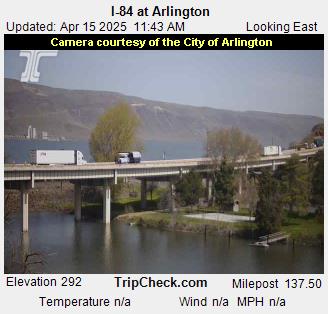 I-84 at Arlington
Updated: Apr 15 2025 11:43 AM Looking East
Camera courtesy of the City of Arlington
Elevation 292 TripCheck.com Milepost 137.50
Temperature n/a Wind n/a MPH n/a